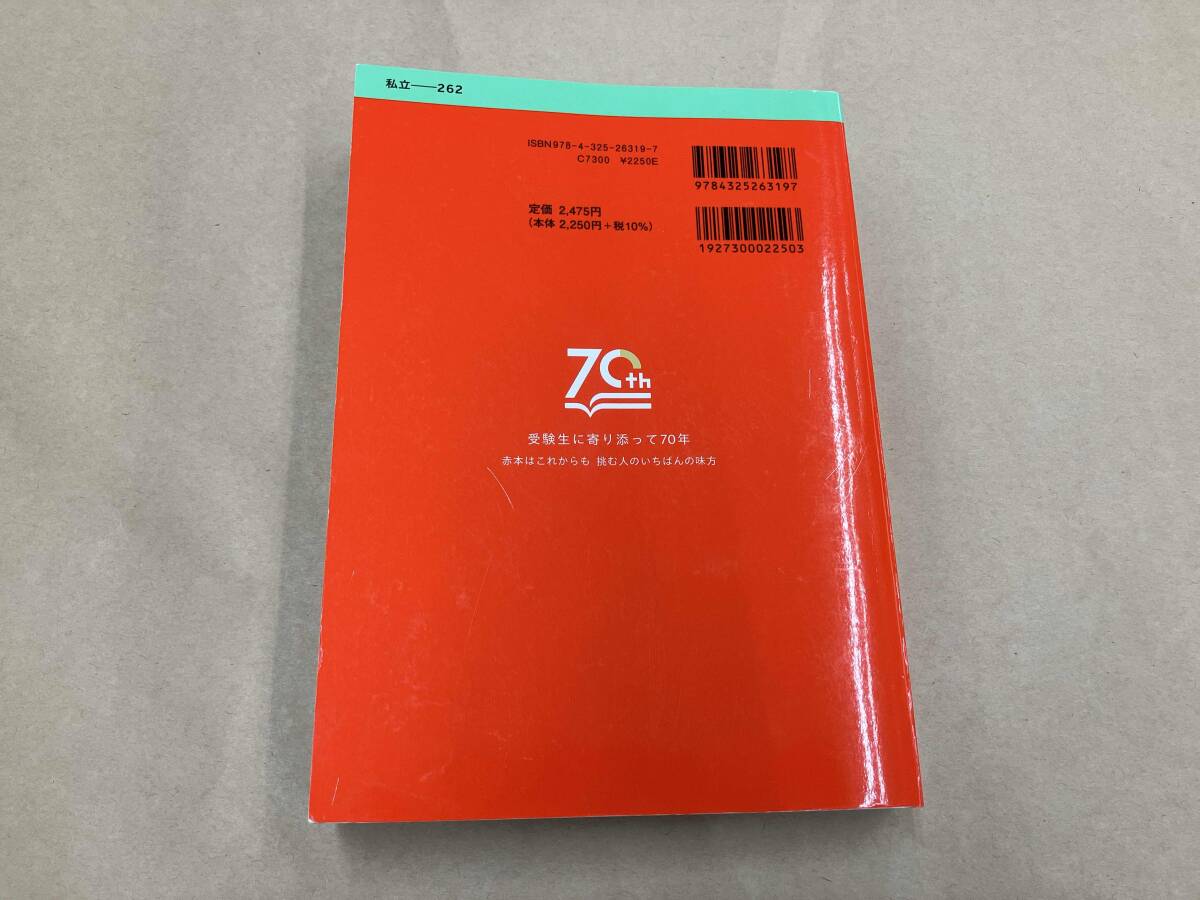 私立――262
ISBN978-4-325-26319-7
C7300 ¥2250E
9784325263197
定価 2,475円
(本体 2,250円+税10%)
1927300022503
70th
受験生に寄り添って70年
赤本はこれからも 挑む人のいちばんの味方